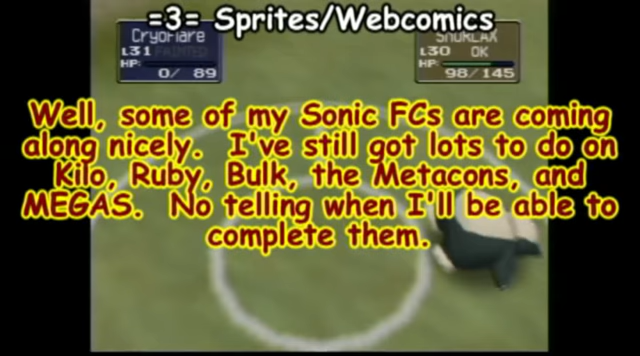 =3= Sprites/Webcomics
CryoFlare
L31 FAINTED
HP:
0/ 89
SNORLAX
L30 OK
HP:
98/145
Well, some of my Sonic FCs are coming
along nicely. I've still got lots to do on
Kilo, Ruby, Bulk, the Metacons, and
MEGAS. No telling when I'll be able to
complete them.